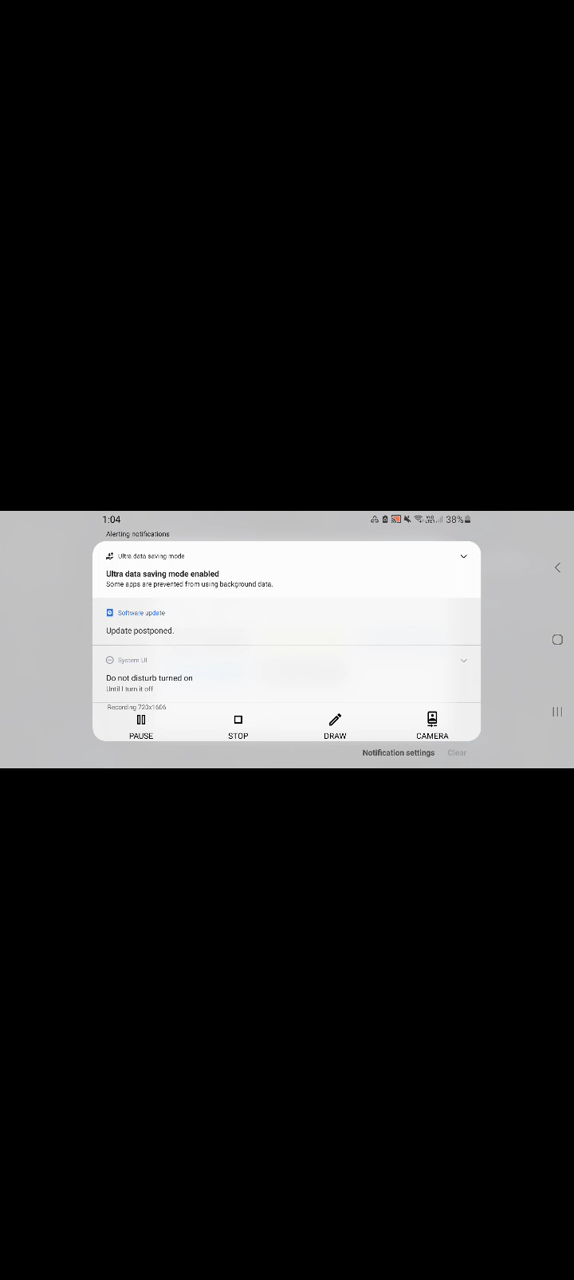 1:04
38%
Alerting notifications
Ultra data saving mode
Ultra data saving mode enabled
Some apps are prevented from using background data.
Software update
Update postponed.
System UI
Do not disturb turned on
Until I turn it off
Recording 720x1606
PAUSE STOP DRAW CAMERA
Notification settings Clear